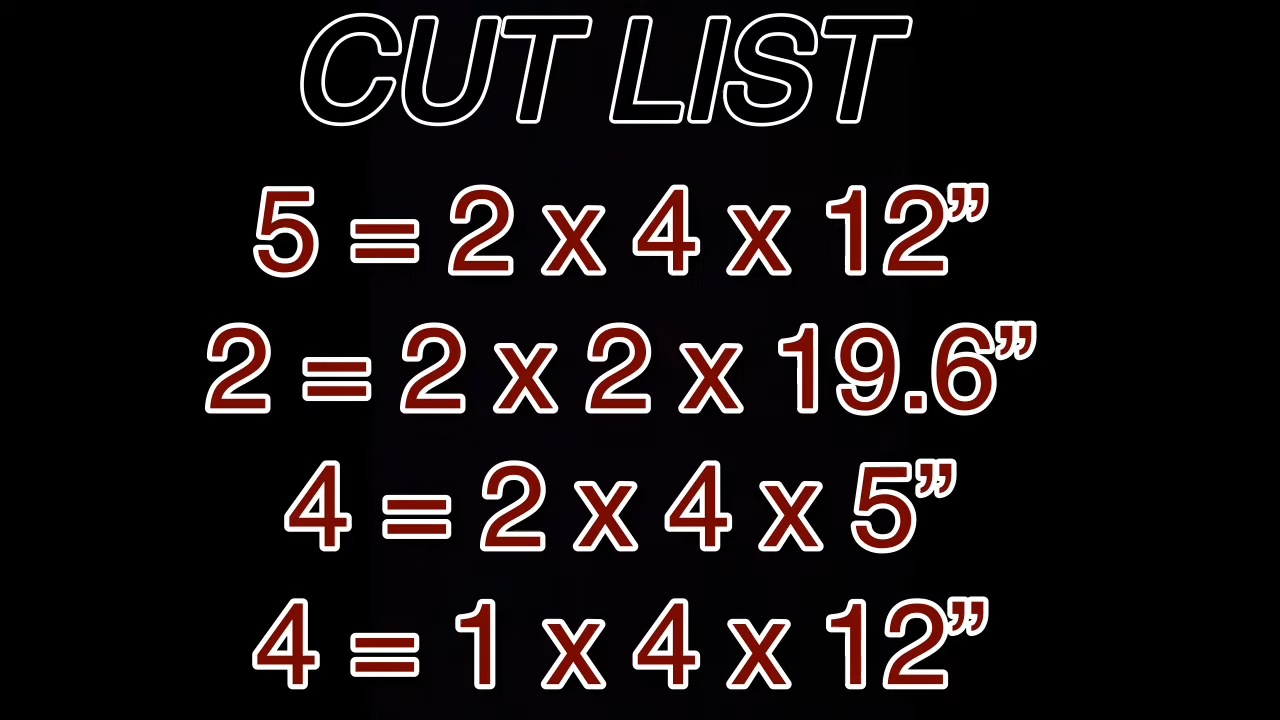 CUT LIST
5 = 2 x 4 x 12”
2 = 2 x 2 x 19.6”
4 = 2 x 4 x 5”
4 = 1 x 4 x 12”